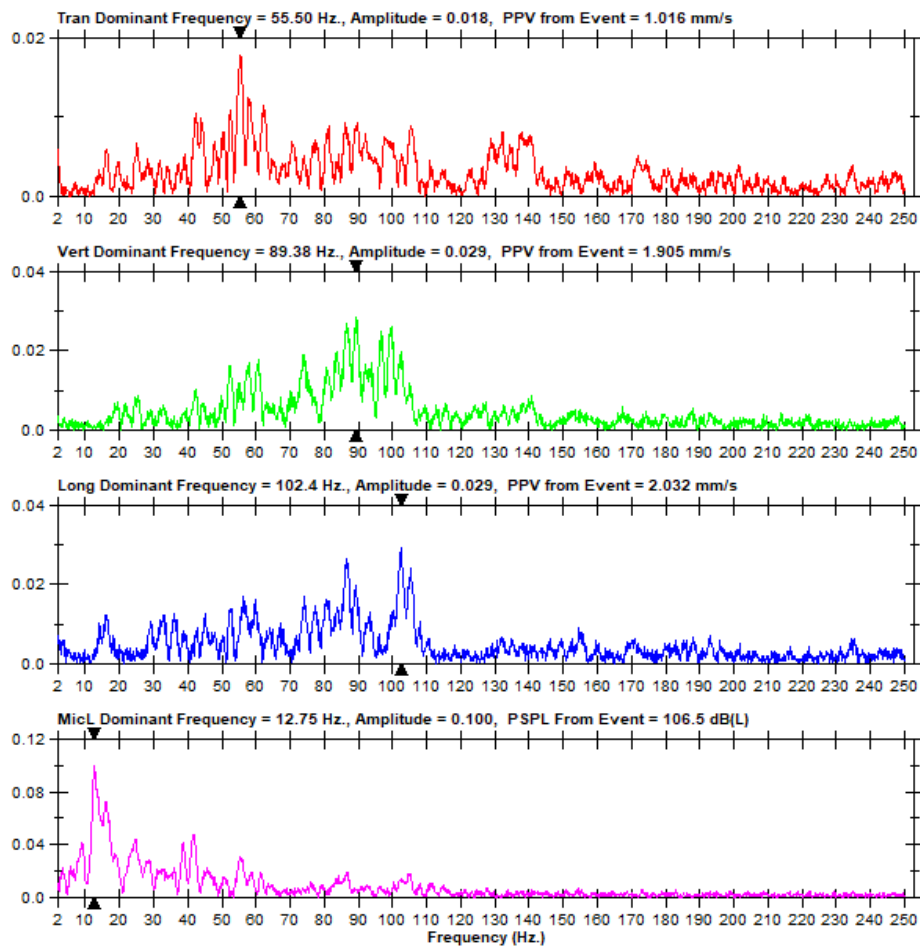 Tran Dominant Frequency = 55.50 Hz., Amplitude = 0.018,  PPV from Event = 1.016 mm/s
0.02
0.0
2 10 20 30 40 50 60 70 80 90 100 110 120 130 140 150 160 170 180 190 200 210 220 230 240 250
Vert Dominant Frequency = 89.38 Hz., Amplitude = 0.029,  PPV from Event = 1.905 mm/s
0.04
0.02
0.0
2 10 20 30 40 50 60 70 80 90 100 110 120 130 140 150 160 170 180 190 200 210 220 230 240 250
Long Dominant Frequency = 102.4 Hz., Amplitude = 0.029,  PPV from Event = 2.032 mm/s
0.04
0.02
0.0
2 10 20 30 40 50 60 70 80 90 100 110 120 130 140 150 160 170 180 190 200 210 220 230 240 250
MicL Dominant Frequency = 12.75 Hz., Amplitude = 0.100,  PSPL From Event = 106.5 dB(L)
0.12
0.08
0.04
0.0
2 10 20 30 40 50 60 70 80 90 100 110 120 130 140 150 160 170 180 190 200 210 220 230 240 250
Frequency (Hz.)